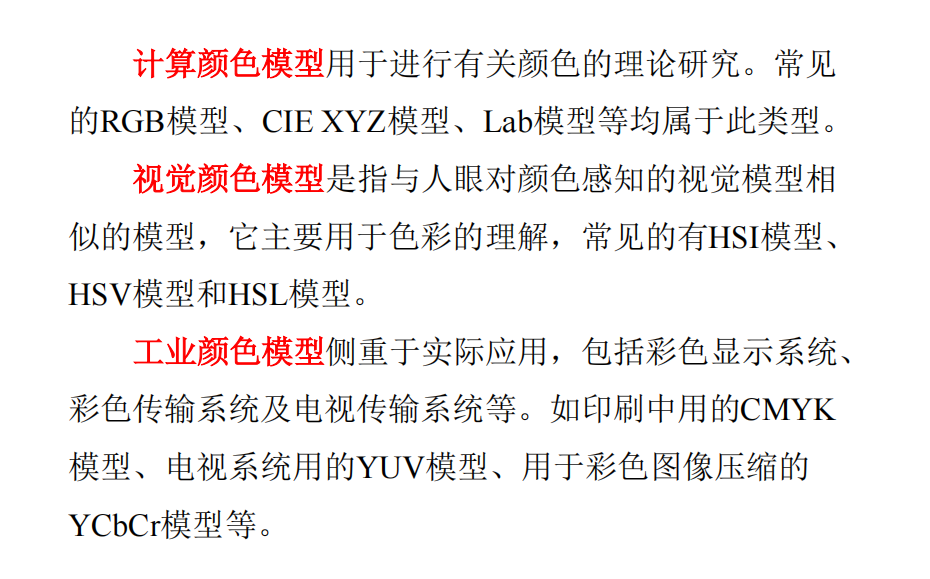 计算颜色模型用于进行有关颜色的理论研究。常见
的RGB模型、CIE XYZ模型、Lab模型等均属于此类型。
视觉颜色模型是指与人眼对颜色感知的视觉模型相
似的模型，它主要用于色彩的理解，常见的有HSI模型、
HSV模型和HSL模型。
工业颜色模型侧重于实际应用，包括彩色显示系统、
彩色传输系统及电视传输系统等。如印刷中用的CMYK
模型、电视系统用的YUV模型、用于彩色图像压缩的
YCbCr模型等。